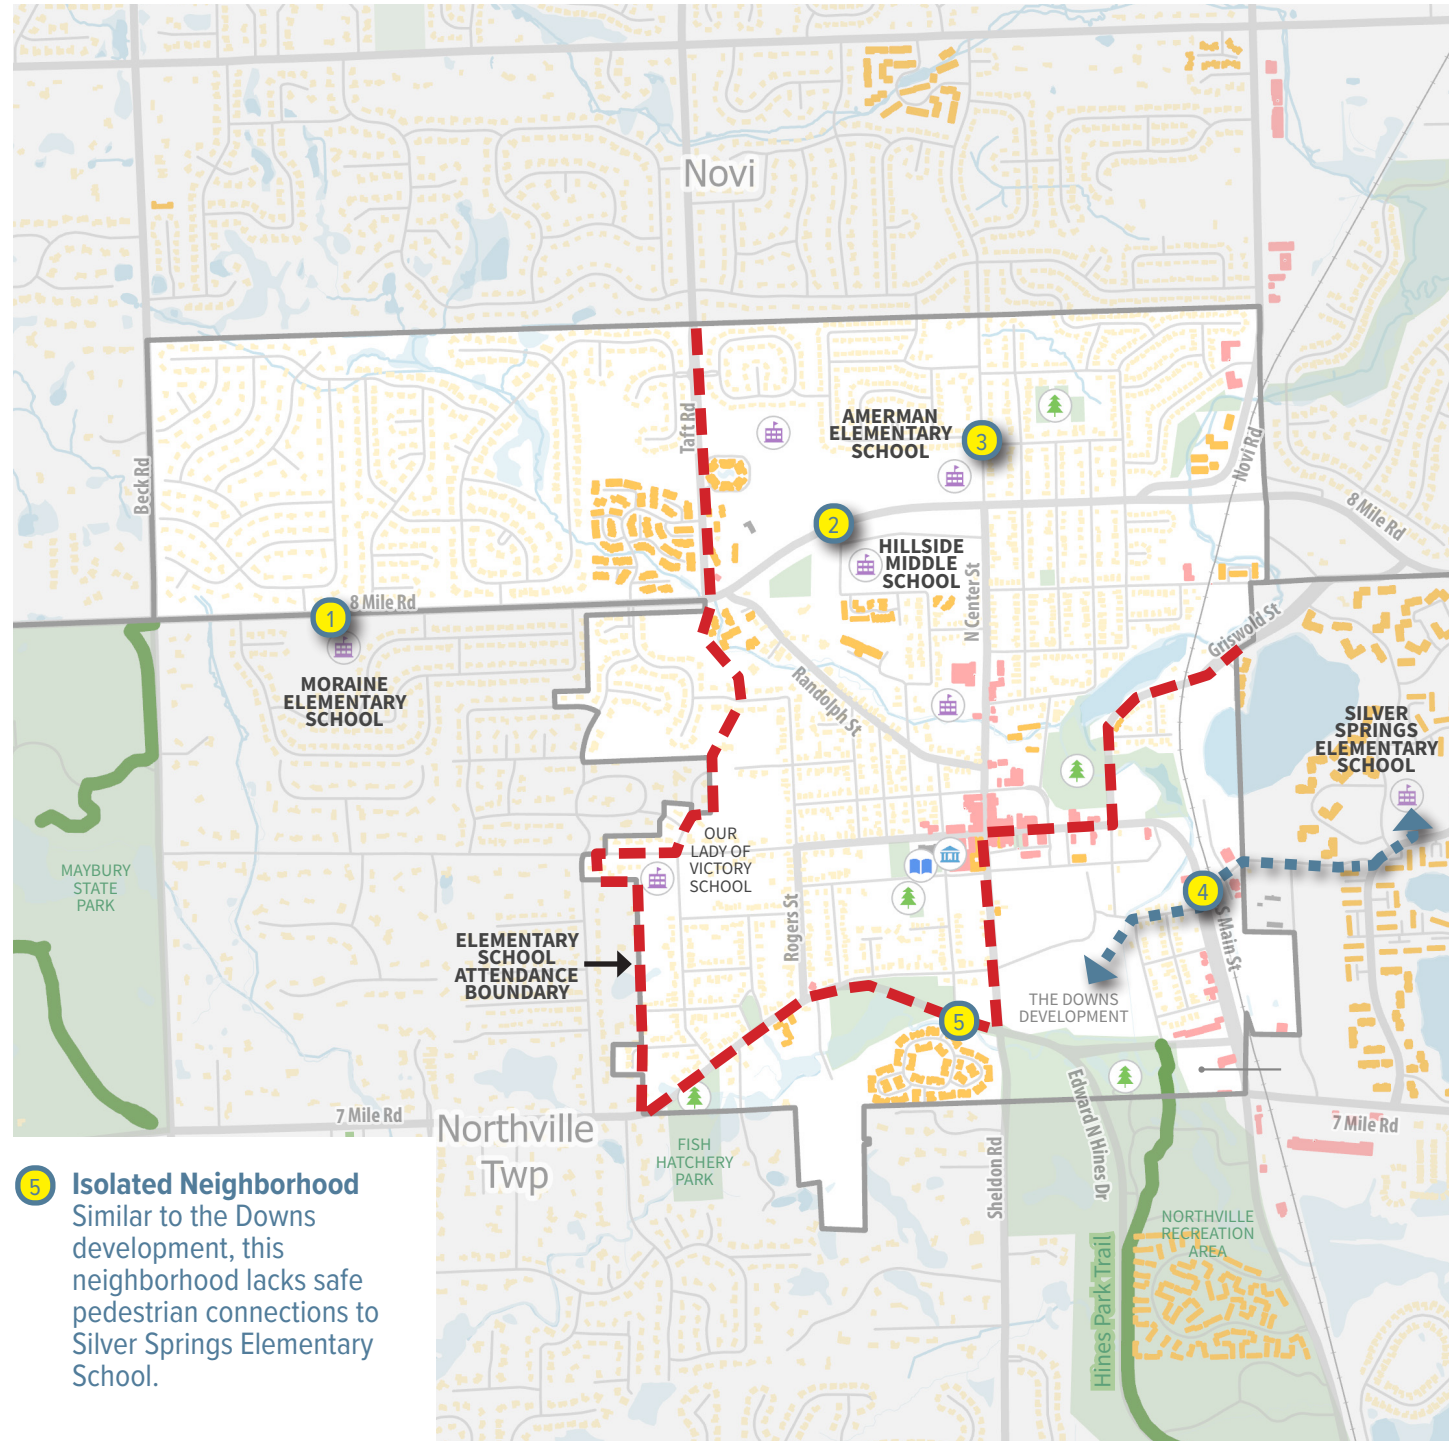 Novi
Taft Rd
Beck Rd
AMERMAN
ELEMENTARY
SCHOOL
3
Novi Rd
8 Mile Rd
2
HILLSIDE
MIDDLE
SCHOOL
N Center St
8 Mile Rd
1
MORAINE
ELEMENTARY
SCHOOL
Griswold St
Randolph St
SILVER
SPRINGS
ELEMENTARY
SCHOOL
OUR
LADY OF
VICTORY
SCHOOL
MAYBURY
STATE
PARK
4
S Main St
Rogers St
ELEMENTARY
SCHOOL
ATTENDANCE
BOUNDARY
THE DOWNS
DEVELOPMENT
5
Edward N Hines Dr
7 Mile Rd
7 Mile Rd
Northville
Twp
FISH
HATCHERY
PARK
Sheldon Rd
NORTHVILLE
RECREATION
AREA
Hines Park Trail
5
Isolated Neighborhood
Similar to the Downs
development, this
neighborhood lacks safe
pedestrian connections to
Silver Springs Elementary
School.